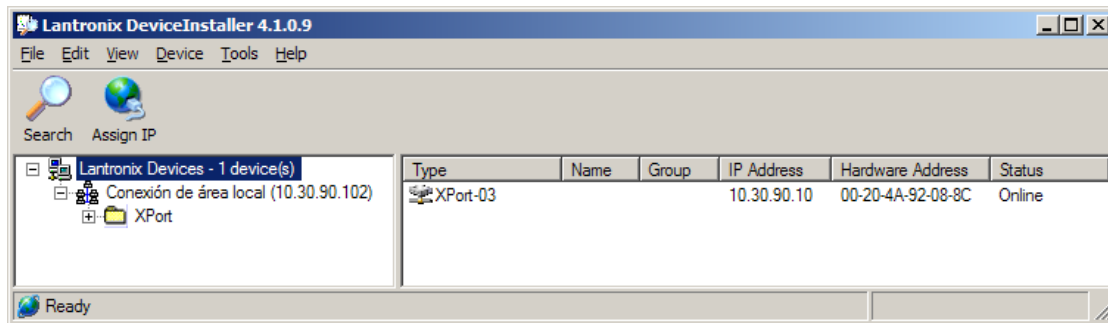 Lantronix DeviceInstaller 4.1.0.9
File Edit View Device Tools Help
Search Assign IP
Lantronix Devices - 1 device(s)
Conexión de área local (10.30.90.102)
XPort
Type Name Group IP Address Hardware Address Status
XPort-03 10.30.90.10 00-20-4A-92-08-8C Online
Ready